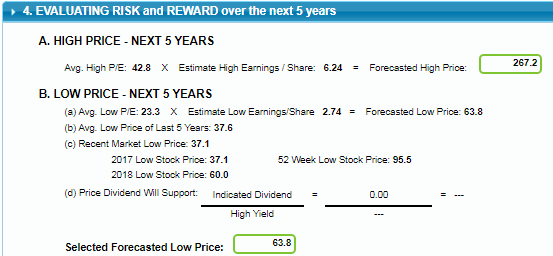 4. EVALUATING RISK and REWARD over the next 5 years
A. HIGH PRICE - NEXT 5 YEARS
Avg. High P/E: 42.8 X Estimate High Earnings / Share: 6.24 = Forecasted High Price: 267.2
B. LOW PRICE - NEXT 5 YEARS
(a) Avg. Low P/E: 23.3 X Estimate Low Earnings/Share 2.74 = Forecasted Low Price: 63.8
(b) Avg. Low Price of Last 5 Years: 37.6
(c) Recent Market Low Price: 37.1
2017 Low Stock Price: 37.1 52 Week Low Stock Price: 95.5
2018 Low Stock Price: 60.0
(d) Price Dividend Will Support: Indicated Dividend = 0.00 = ---
High Yield ---
Selected Forecasted Low Price: 63.8